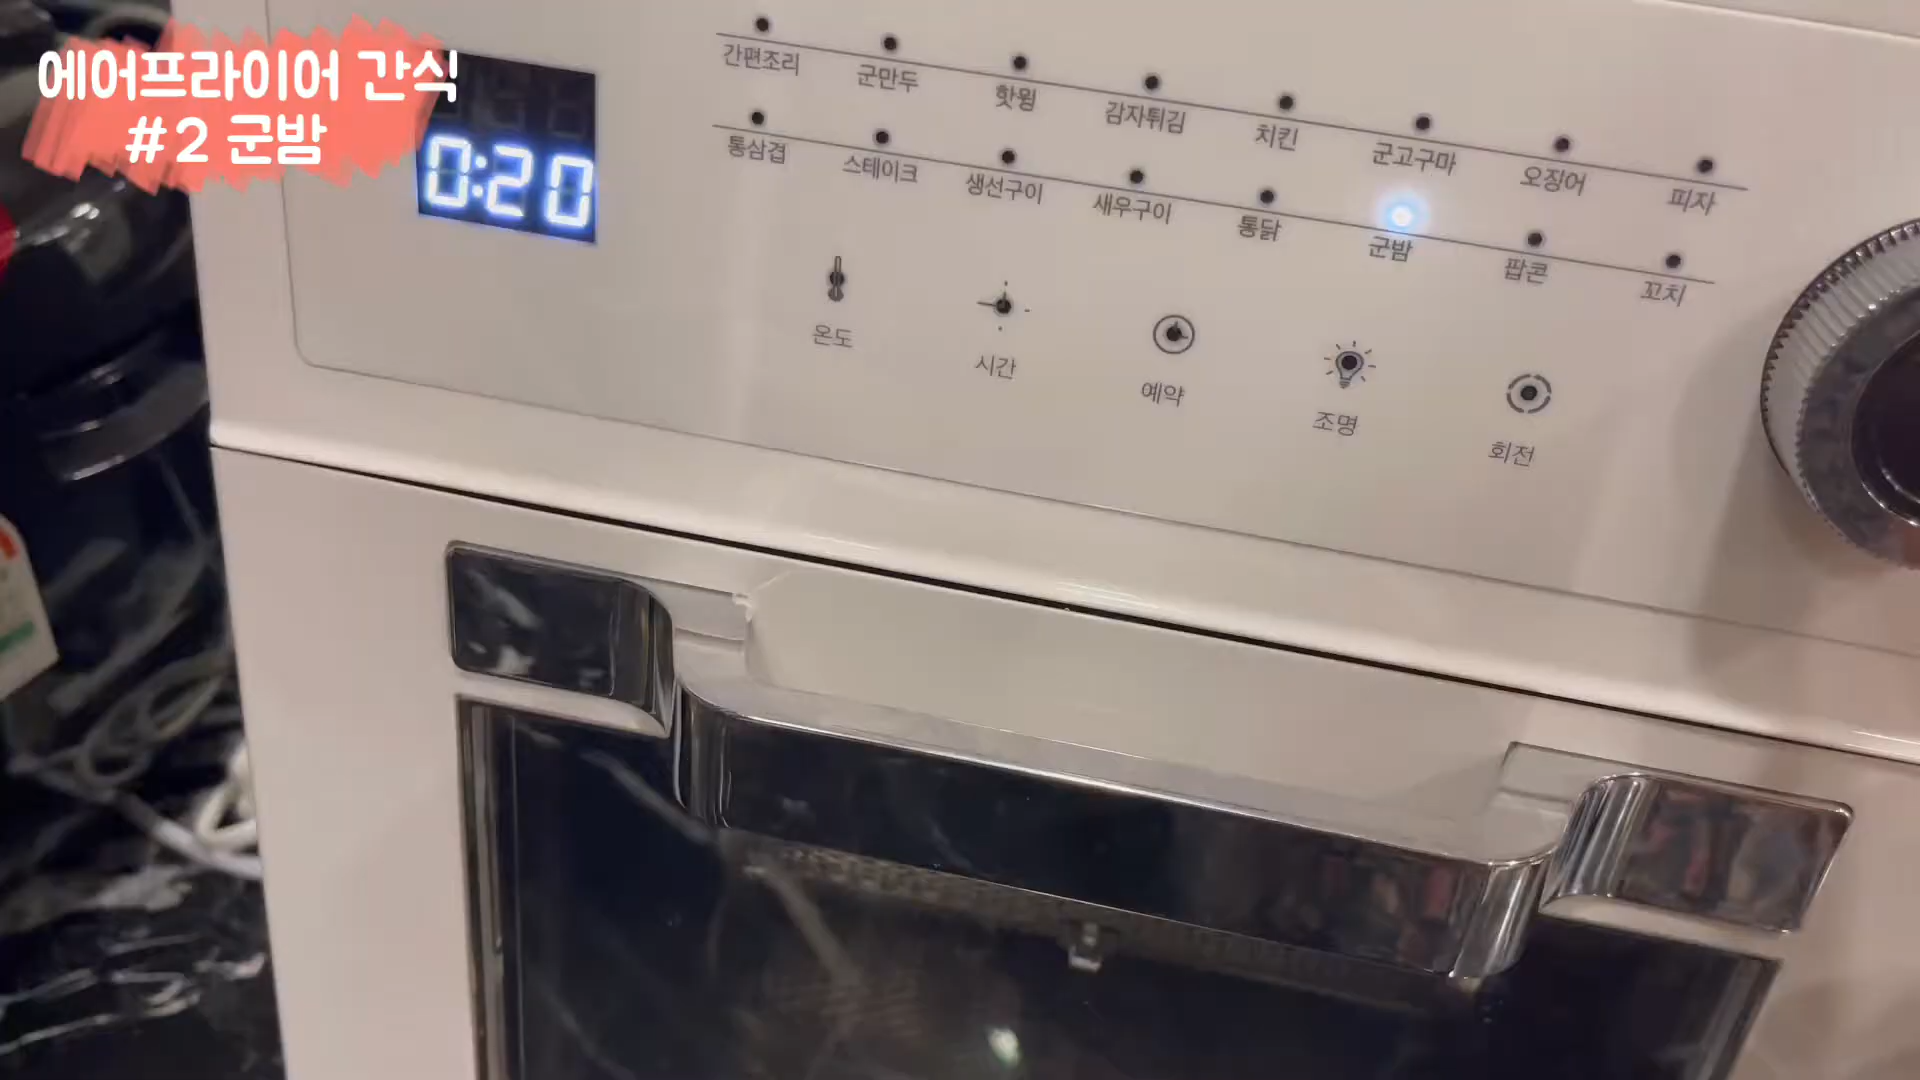 에어프라이어 간식
#2 군밤
0:20
간편조리 군만두 핫윙 감자튀김 치킨 군고구마 오징어 피자
통삼겹 스테이크 생선구이 새우구이 통닭 군밤 팝콘 꼬치
온도 시간 예약 조명 회전